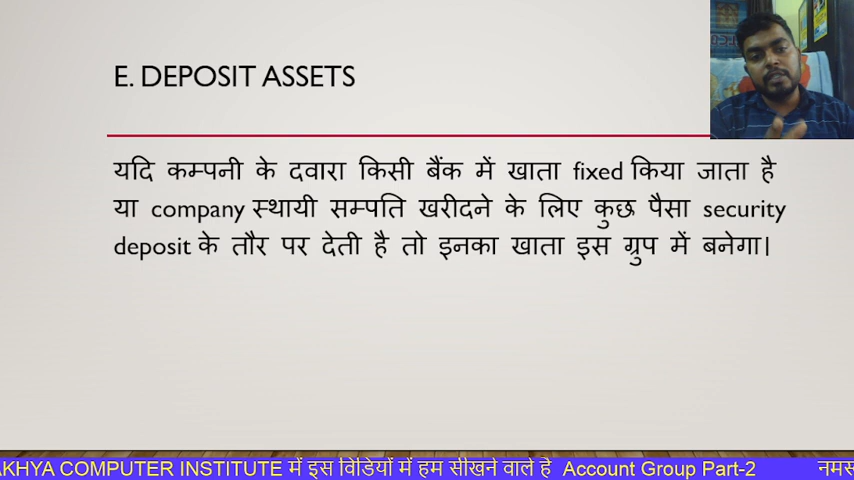 E. DEPOSIT ASSETS
यदि कम्पनी के दवारा किसी बैंक में खाता fixed किया जाता है
या company स्थायी सम्पति खरीदने के लिए कुछ पैसा security
deposit के तौर पर देती है तो इनका खाता इस ग्रुप में बनेगा।
AKHYA COMPUTER INSTITUTE में इस विडियों में हम सीखने वाले है Account Group Part-2 नमस